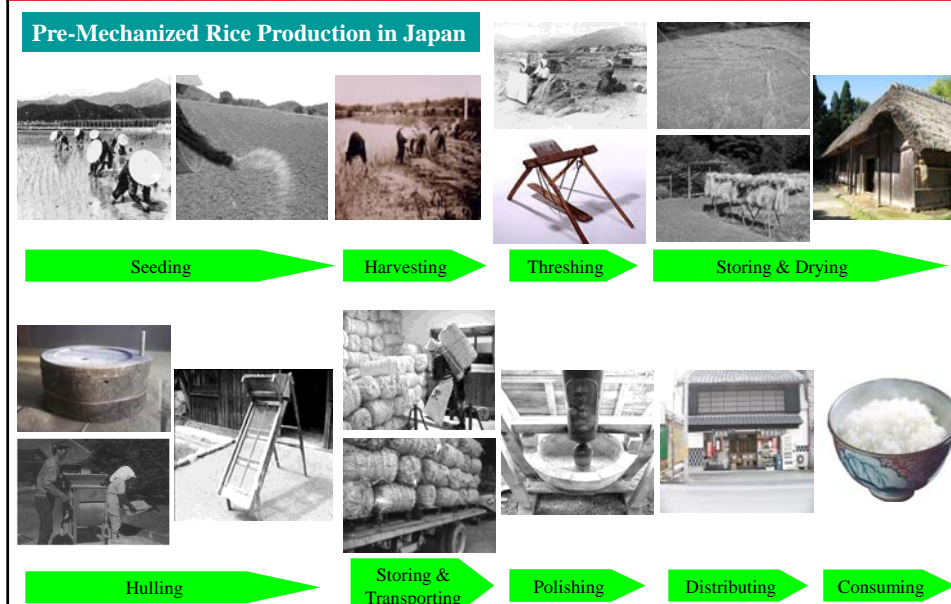 Pre-Mechanized Rice Production in Japan
Seeding
Harvesting
Threshing
Storing & Drying
Hulling
Storing &
Transporting
Polishing
Distributing
Consuming